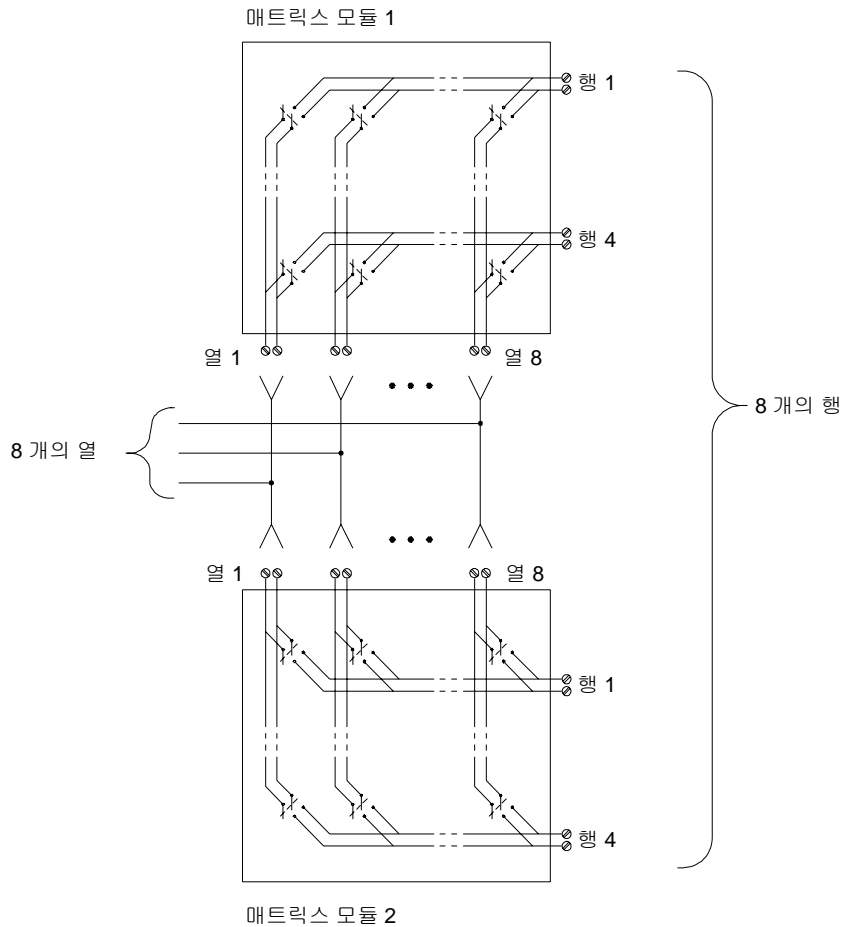 매트릭스 모듈 1
행 1
행 4
열 1
열 8
8 개의 행
8 개의 열
열 1
열 8
행 1
행 4
매트릭스 모듈 2